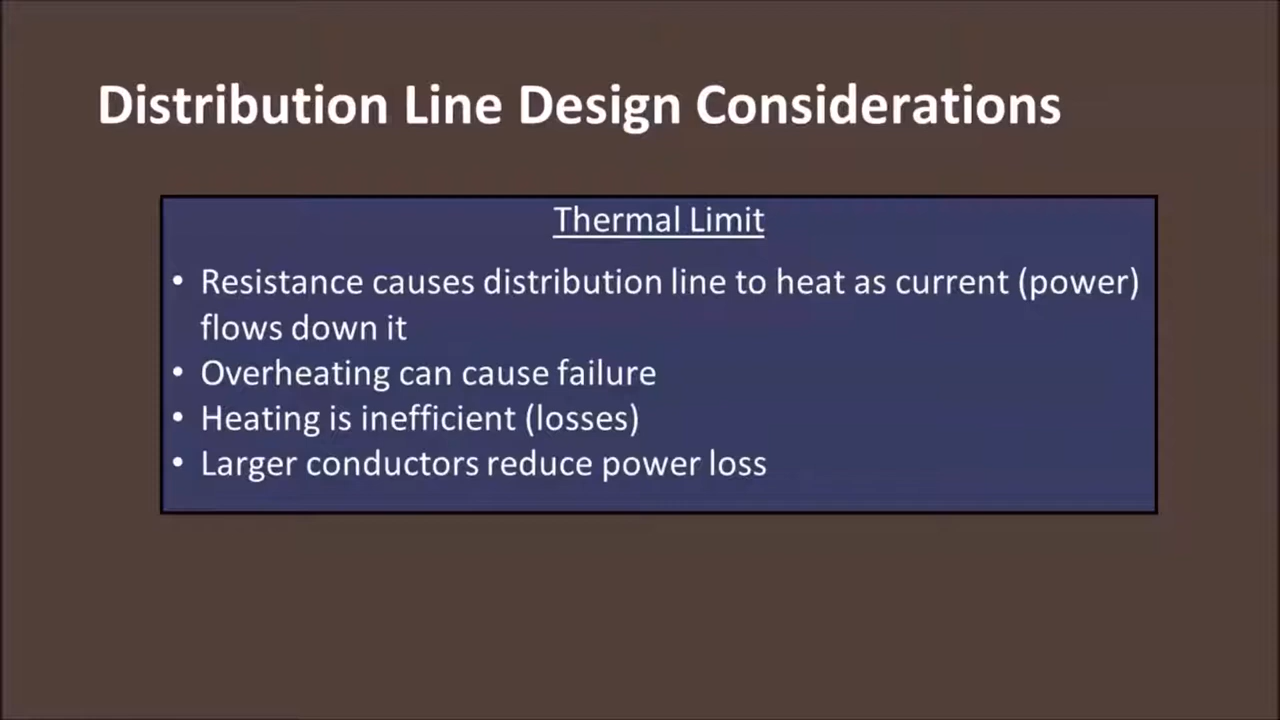 Distribution Line Design Considerations
Thermal Limit
• Resistance causes distribution line to heat as current (power)
flows down it
• Overheating can cause failure
• Heating is inefficient (losses)
• Larger conductors reduce power loss